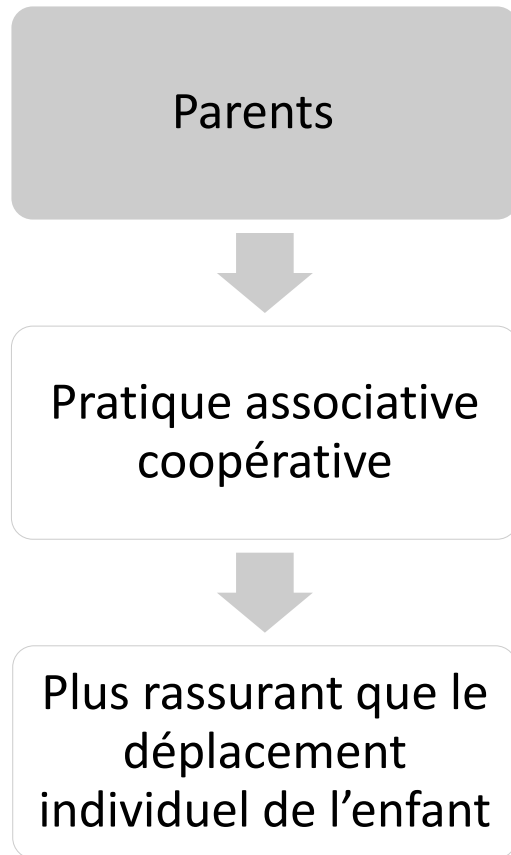 Parents
Pratique associative
coopérative
Plus rassurant que le
déplacement
individuel de l’enfant